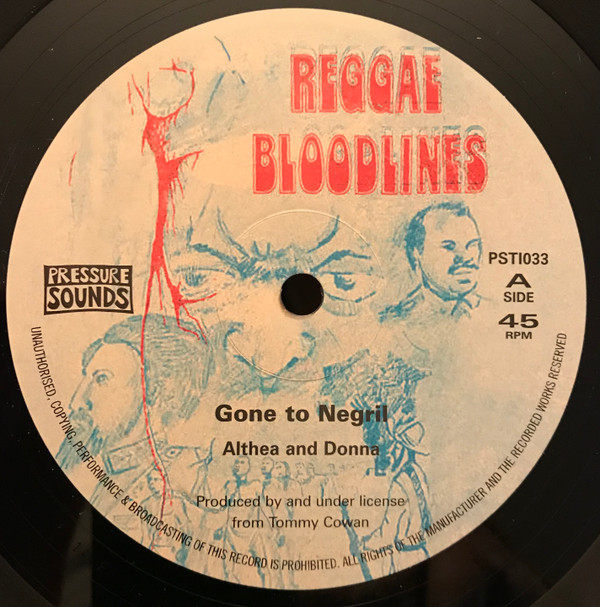 REGGAE
BLOODLINES
PRESSURE
SOUNDS
PSTI033
A
SIDE
45
RPM
Gone to Negril
Althea and Donna
Produced by and under license
from Tommy Cowan
UNAUTHORISED, COPYING, PERFORMANCE & BROADCASTING OF THIS RECORD IS PROHIBITED. ALL RIGHTS OF THE MANUFACTURER AND THE RECORDED WORKS RESERVED